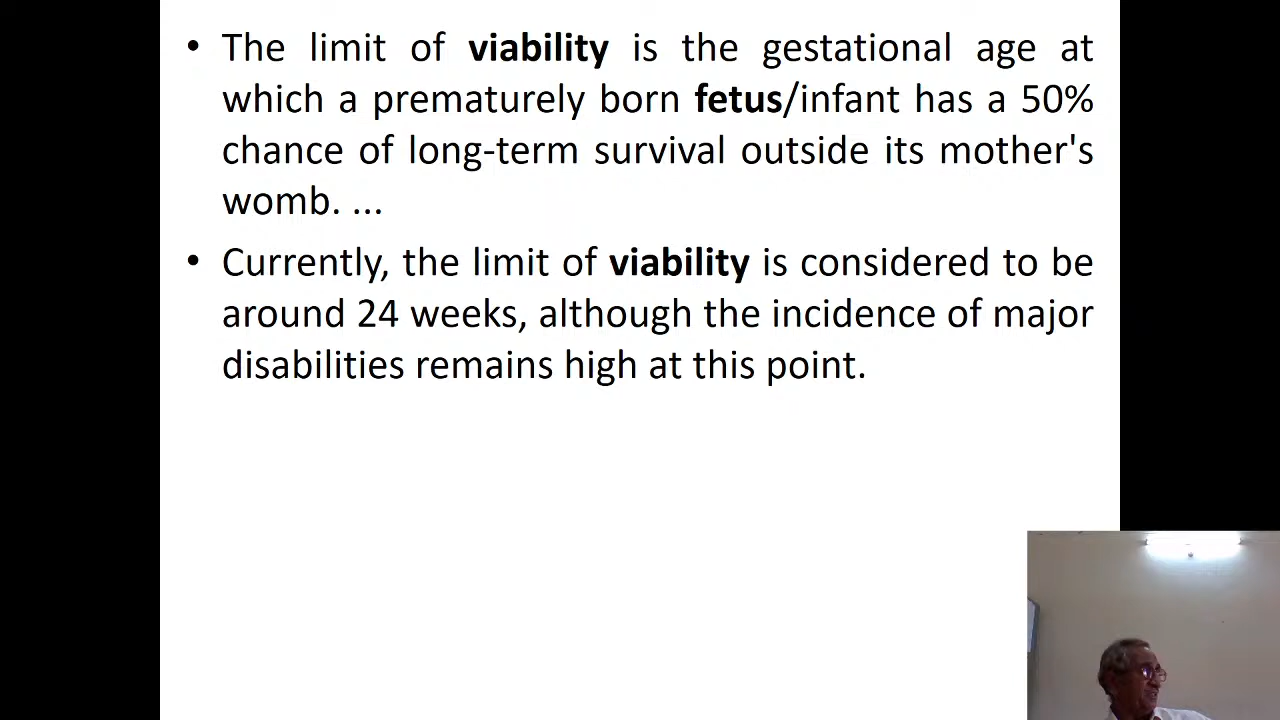 • The limit of viability is the gestational age at
which a prematurely born fetus/infant has a 50%
chance of long-term survival outside its mother's
womb. ...
• Currently, the limit of viability is considered to be
around 24 weeks, although the incidence of major
disabilities remains high at this point.